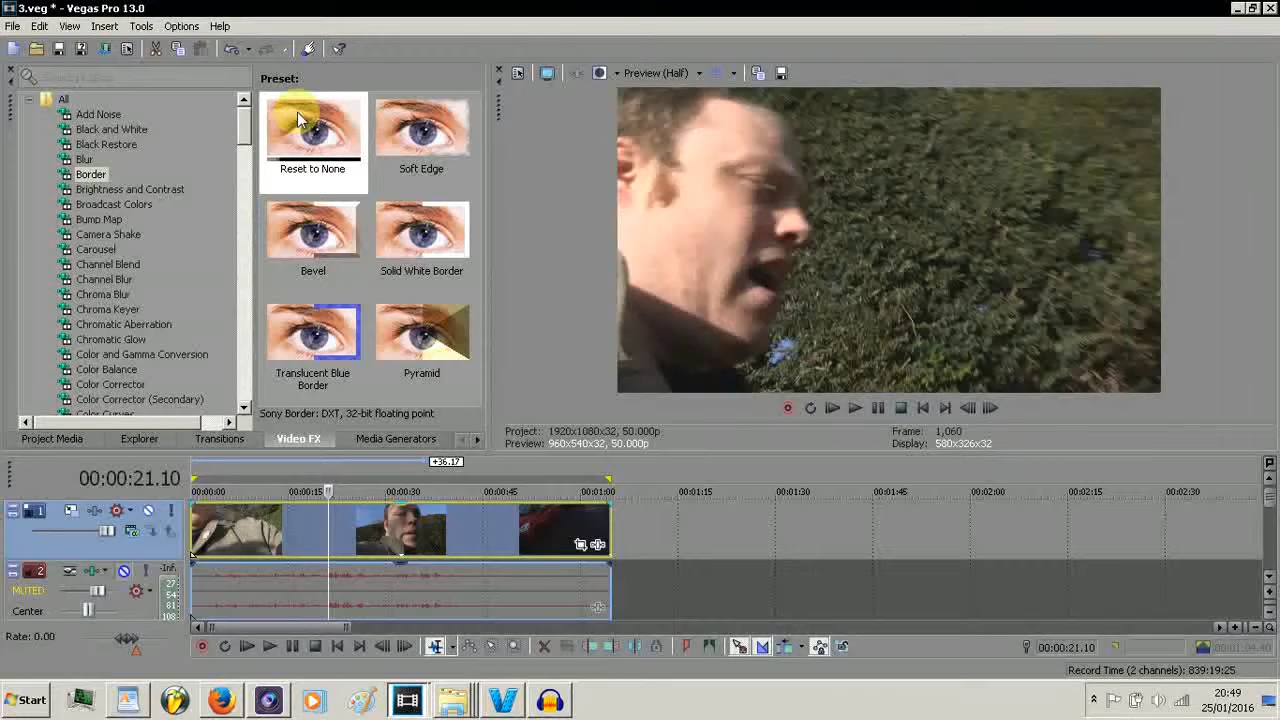 3.veg * - Vegas Pro 13.0
File Edit View Insert Tools Options Help
Preset:
Preview (Half)
All
Add Noise
Black and White
Black Restore
Blur
Border
Brightness and Contrast
Broadcast Colors
Bump Map
Camera Shake
Carousel
Channel Blend
Channel Blur
Chroma Blur
Chroma Keyer
Chromatic Aberration
Chromatic Glow
Color and Gamma Conversion
Color Balance
Color Corrector
Color Corrector (Secondary)
Color Curves
Reset to None
Soft Edge
Bevel
Solid White Border
Translucent Blue Border
Pyramid
Sony Border: DXT, 32-bit floating point
Project Media Explorer Transitions Video FX Media Generators
Project: 1920x1080x32, 50.000p
Preview: 960x540x32, 50.000p
Frame: 1,060
Display: 580x326x32
+36.17
00:00:21.10
00:00:00 00:00:15 00:00:30 00:00:45 00:01:00 00:01:15 00:01:30 00:01:45 00:02:00 00:02:15 00:02:30
1
2
MUTED
Center
-Inf.
27
54
81
108
Rate: 0.00
00:00:21.10
00:01:04.40
Record Time (2 channels): 839:19:25
Start
20:49
25/01/2016